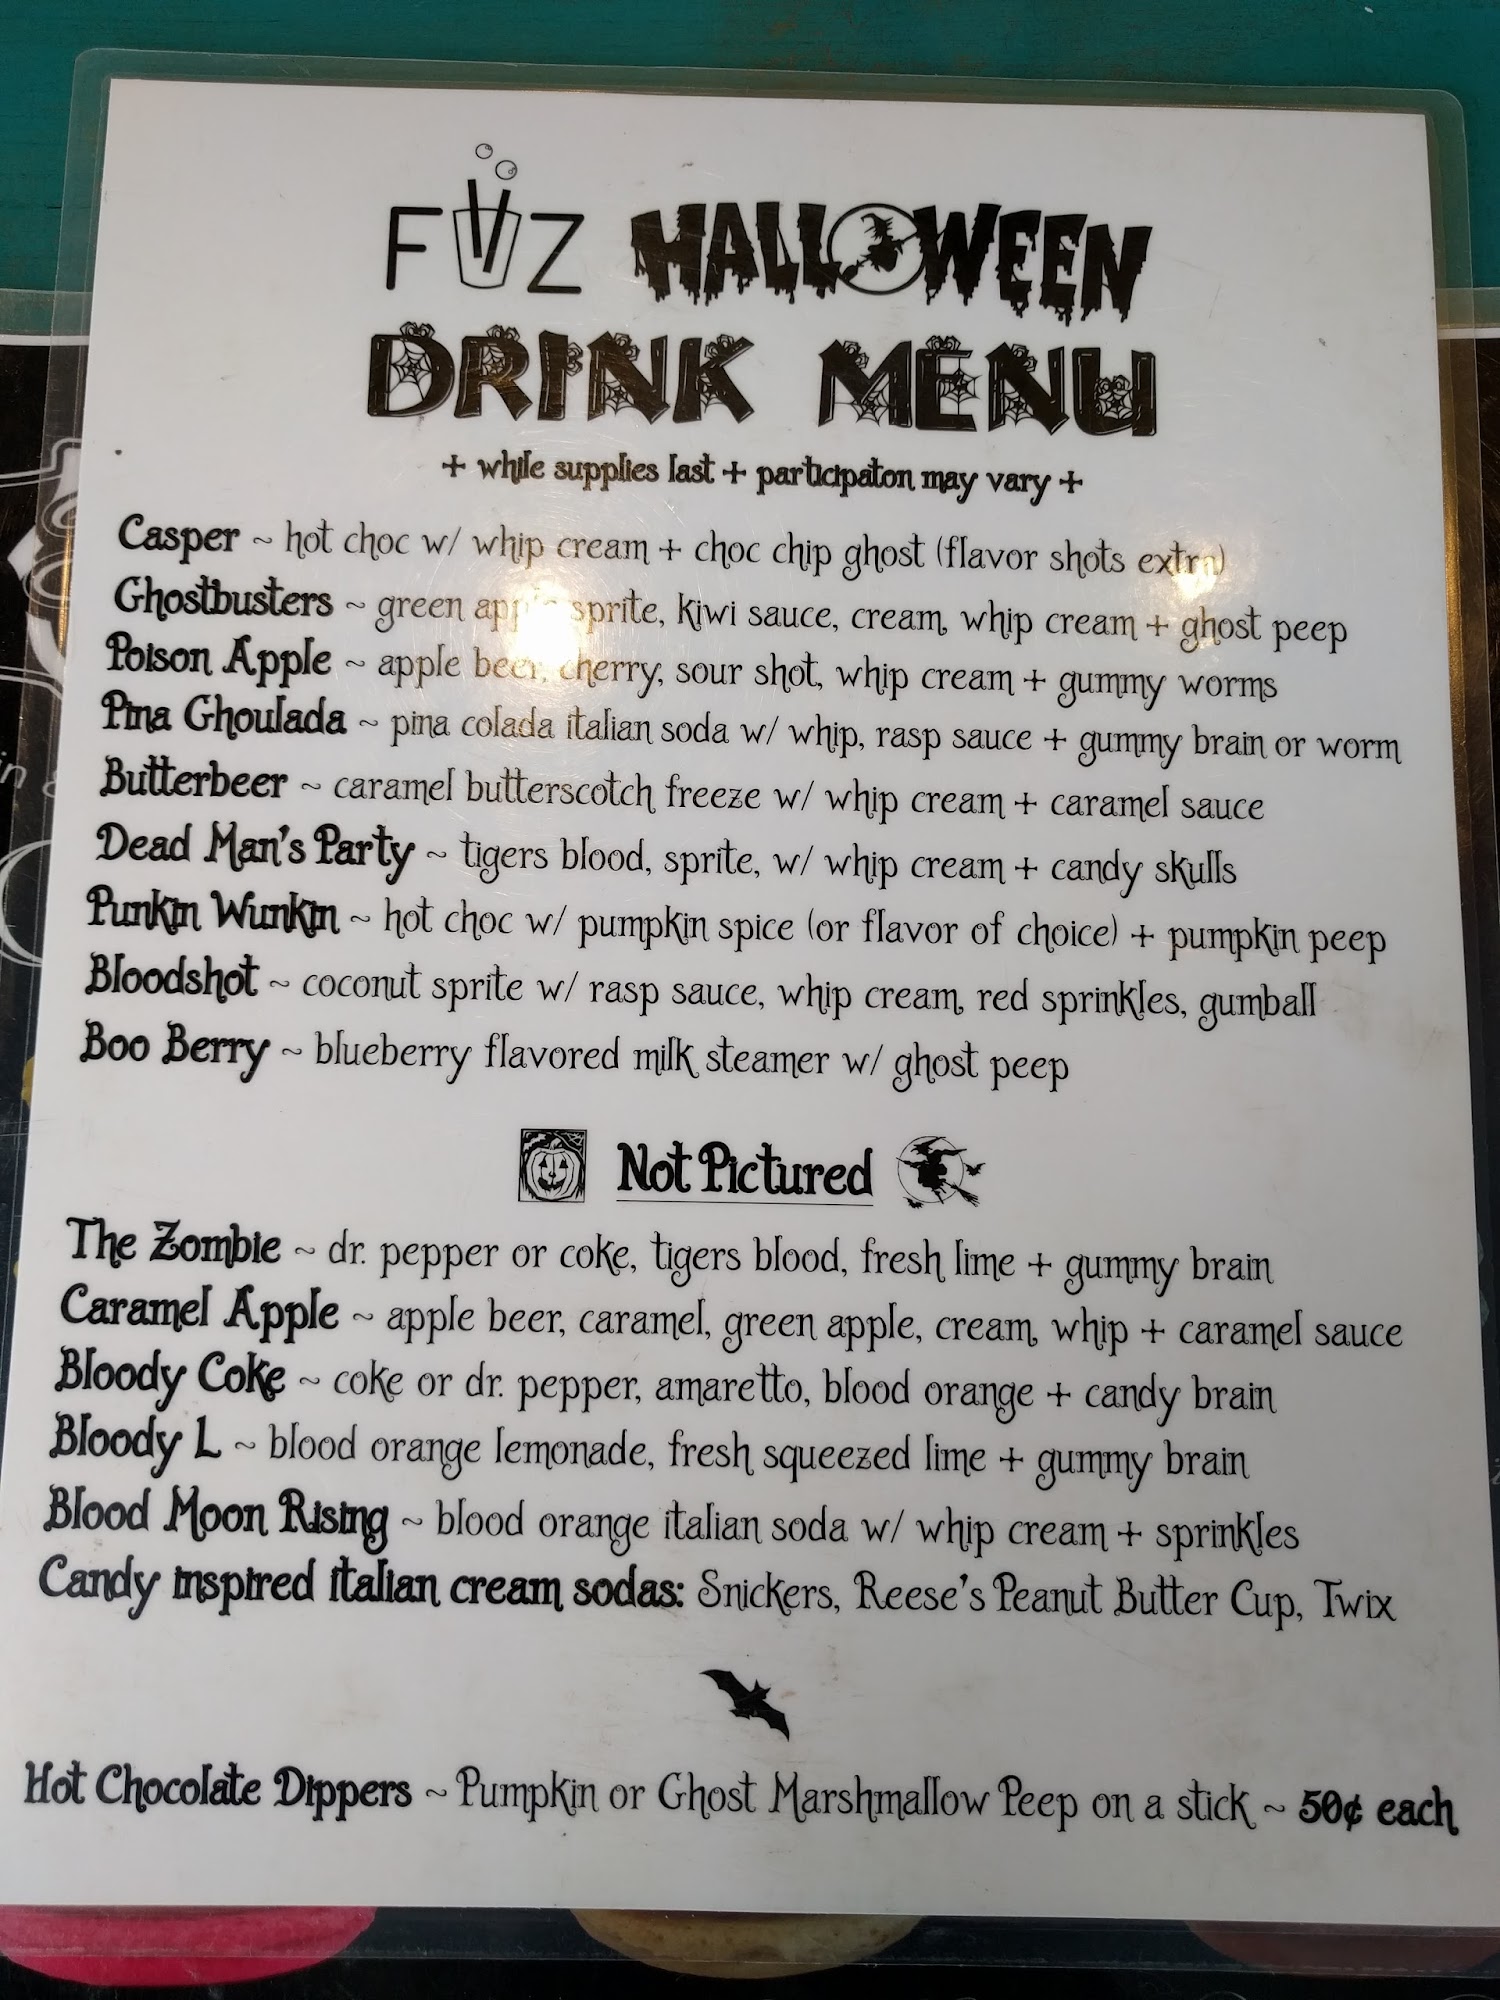 FIZZ HALLOWEEN
DRINK MENU
+ while supplies last + participaton may vary +
Casper ~ hot choc w/ whip cream + choc chip ghost (flavor shots extra)
Ghostbusters ~ green apple sprite, kiwi sauce, cream, whip cream + ghost peep
Poison Apple ~ apple beer, cherry, sour shot, whip cream + gummy worms
Pina Ghoulada ~ pina colada italian soda w/ whip, rasp sauce + gummy brain or worm
Butterbeer ~ caramel butterscotch freeze w/ whip cream + caramel sauce
Dead Man's Party ~ tigers blood, sprite, w/ whip cream + candy skulls
Punkin Wunkin ~ hot choc w/ pumpkin spice (or flavor of choice) + pumpkin peep
Bloodshot ~ coconut sprite w/ rasp sauce, whip cream, red sprinkles, gumball
Boo Berry ~ blueberry flavored milk steamer w/ ghost peep
Not Pictured
The Zombie ~ dr. pepper or coke, tigers blood, fresh lime + gummy brain
Caramel Apple ~ apple beer, caramel, green apple, cream, whip + caramel sauce
Bloody Coke ~ coke or dr. pepper, amaretto, blood orange + candy brain
Bloody L ~ blood orange lemonade, fresh squeezed lime + gummy brain
Blood Moon Rising ~ blood orange italian soda w/ whip cream + sprinkles
Candy inspired italian cream sodas: Snickers, Reese's Peanut Butter Cup, Twix
Hot Chocolate Dippers ~ Pumpkin or Ghost Marshmallow Peep on a stick ~ 50¢ each